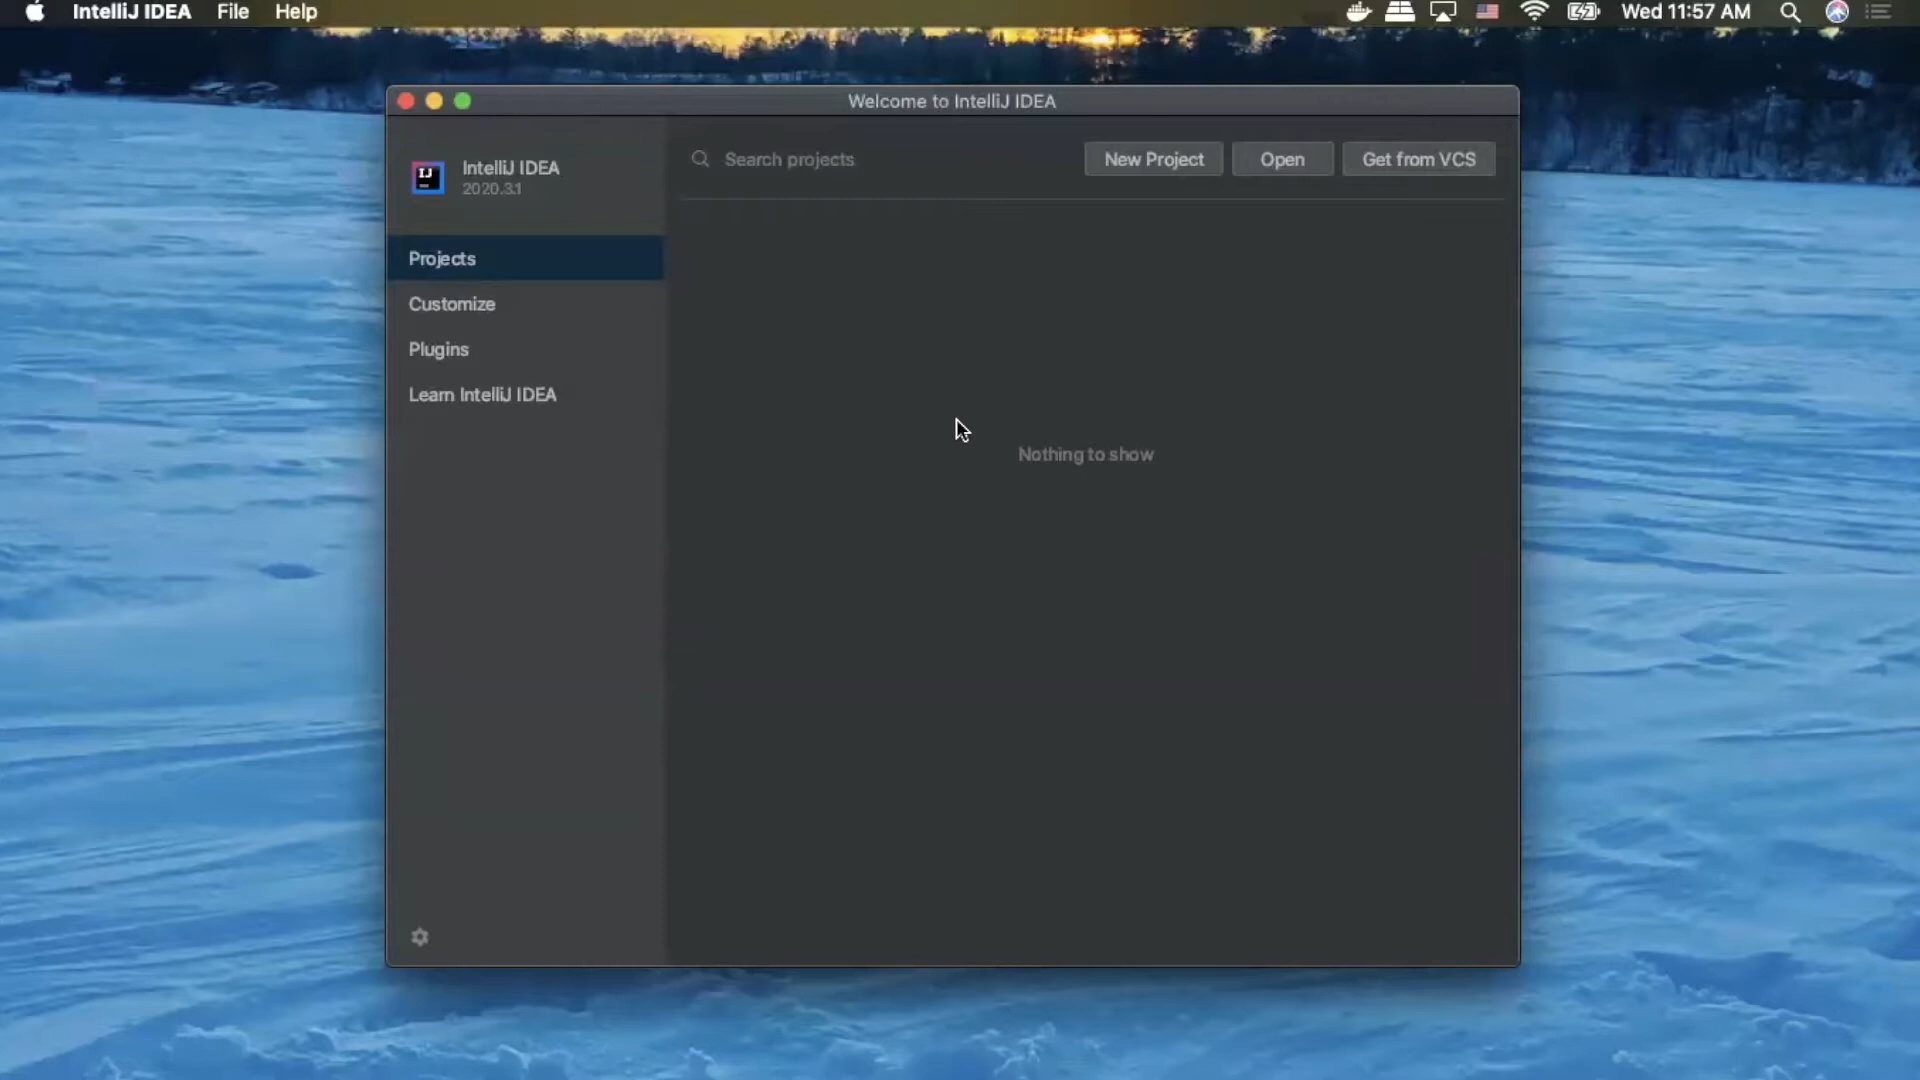 IntelliJ IDEA File Help Wed 11:57 AM
Welcome to IntelliJ IDEA
IJ
IntelliJ IDEA
2020.3.1
Search projects New Project Open Get from VCS
Projects
Customize
Plugins
Learn IntelliJ IDEA
Nothing to show